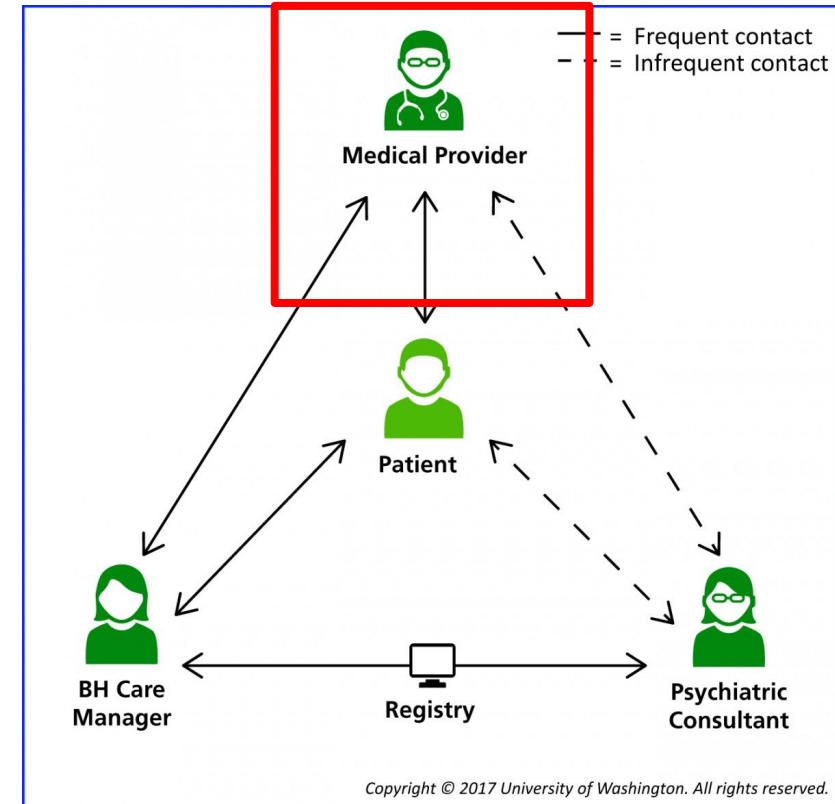 = Frequent contact
= Infrequent contact
Medical Provider
Patient
BH Care
Manager
Registry
Psychiatric
Consultant
Copyright © 2017 University of Washington. All rights reserved.